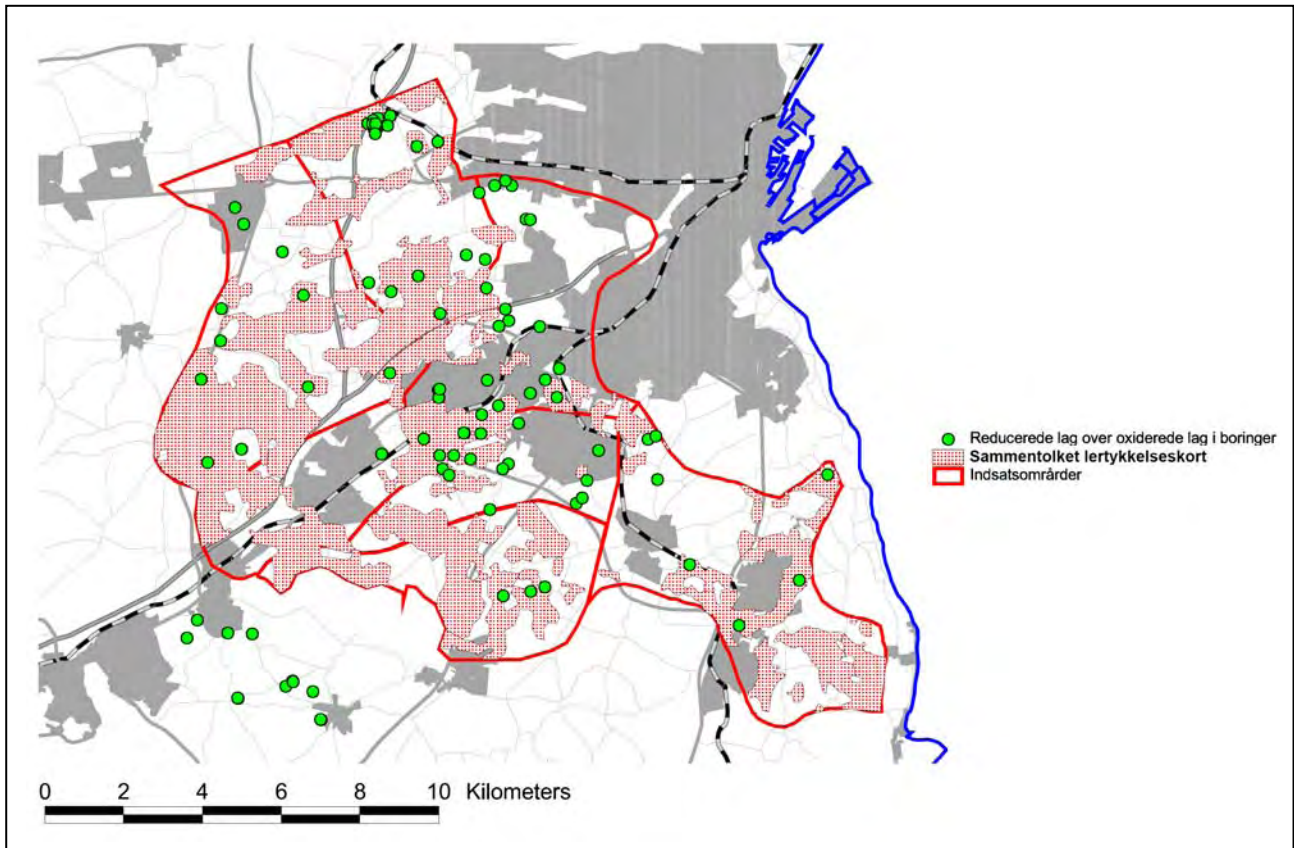 Reducerede lag over oxiderede lag i boringer
Sammentolket lertykkelseskort
Indsatsområder
0 2 4 6 8 10 Kilometers